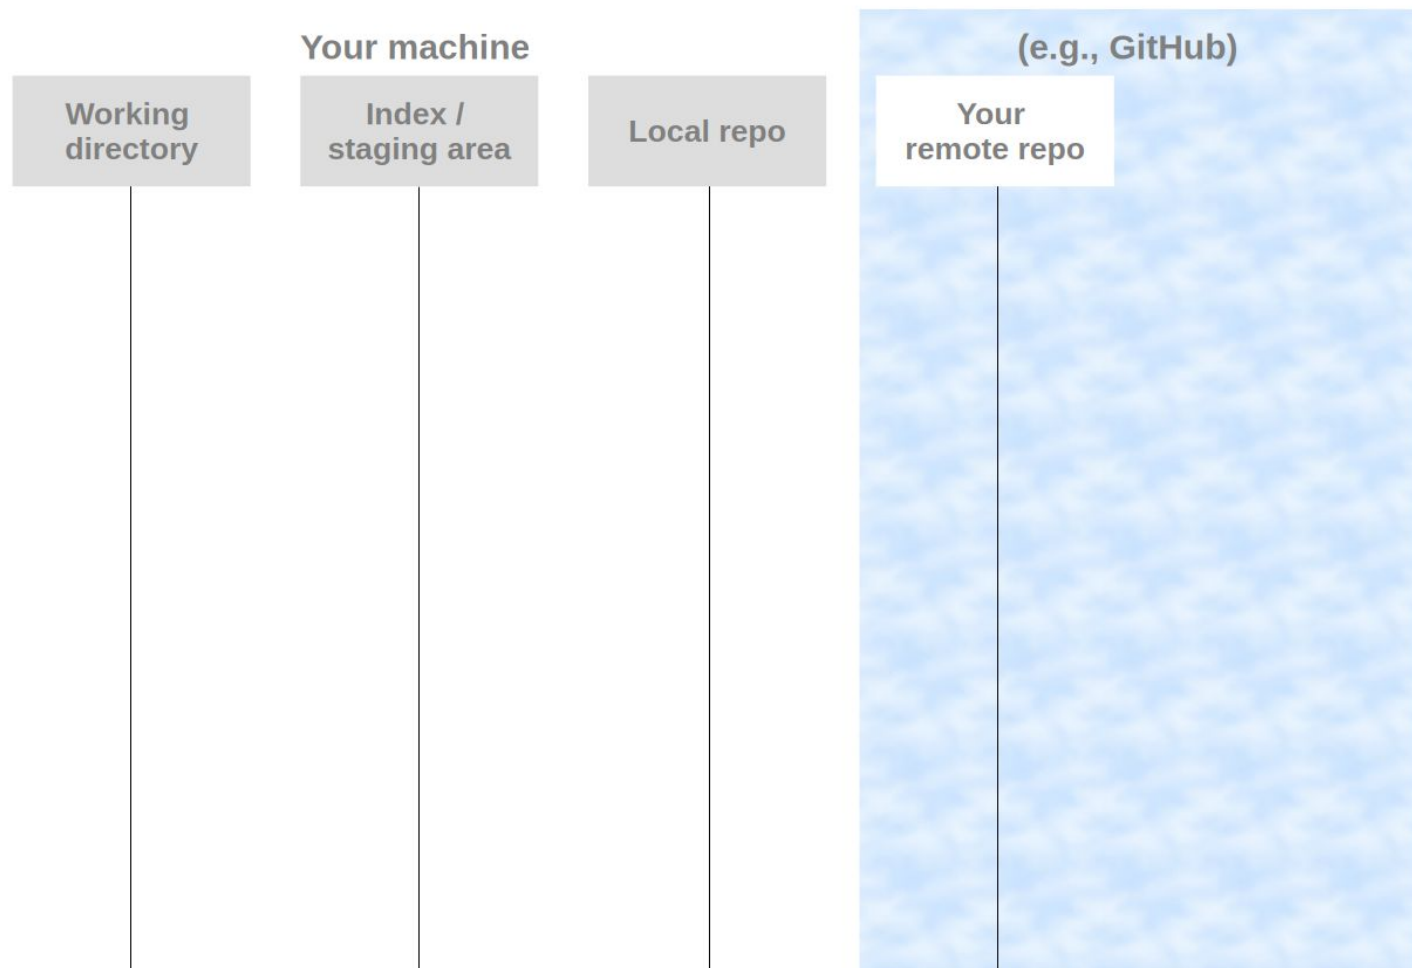 Your machine
(e.g., GitHub)
Working
directory
Index /
staging area
Local repo
Your
remote repo